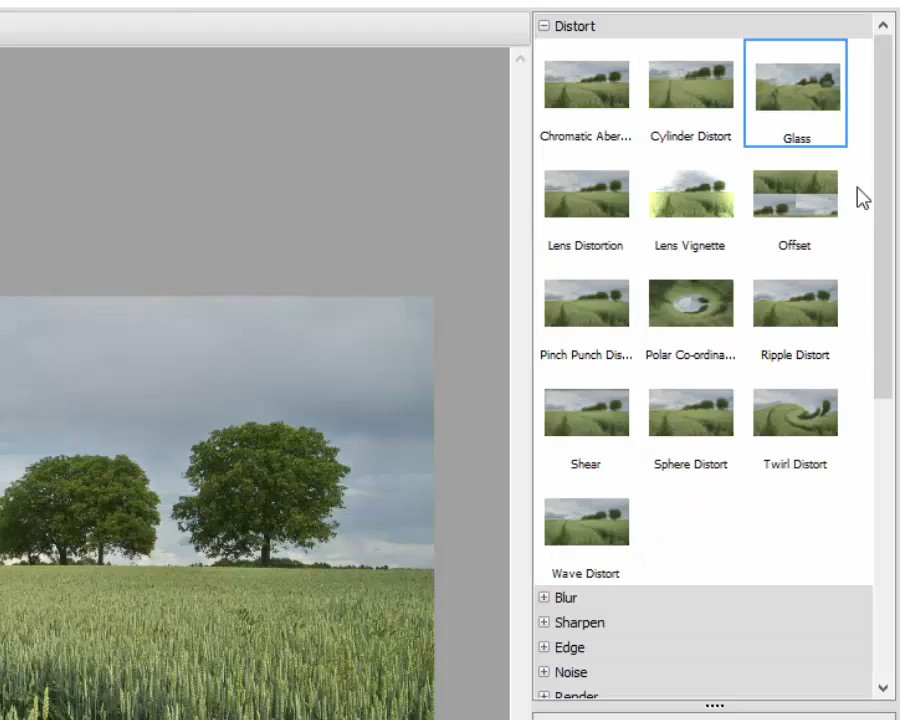 Distort
Chromatic Aber...
Cylinder Distort
Glass
Lens Distortion
Lens Vignette
Offset
Pinch Punch Dis...
Polar Co-ordina...
Ripple Distort
Shear
Sphere Distort
Twirl Distort
Wave Distort
Blur
Sharpen
Edge
Noise
Render